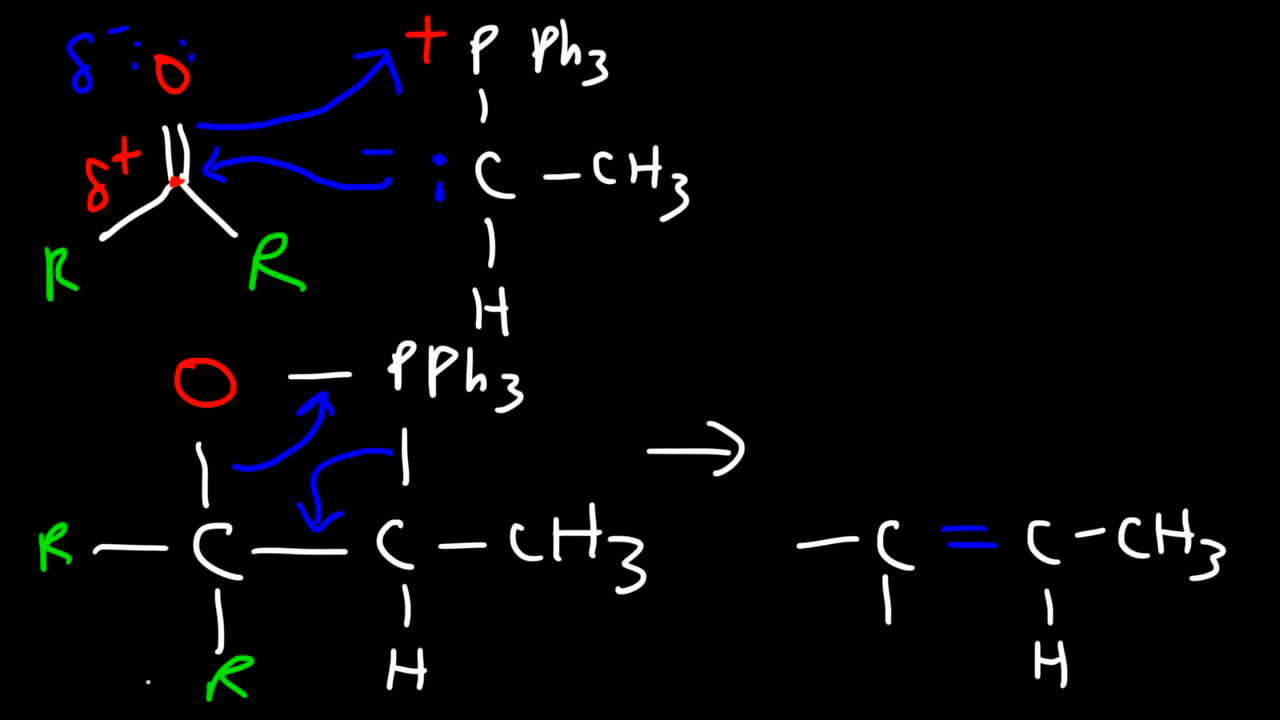 δ⁻ :O: + P Ph3
δ+ - : C – CH3
R R
H
O – PPh3
R – C – C – CH3 → – C = C – CH3
R H H